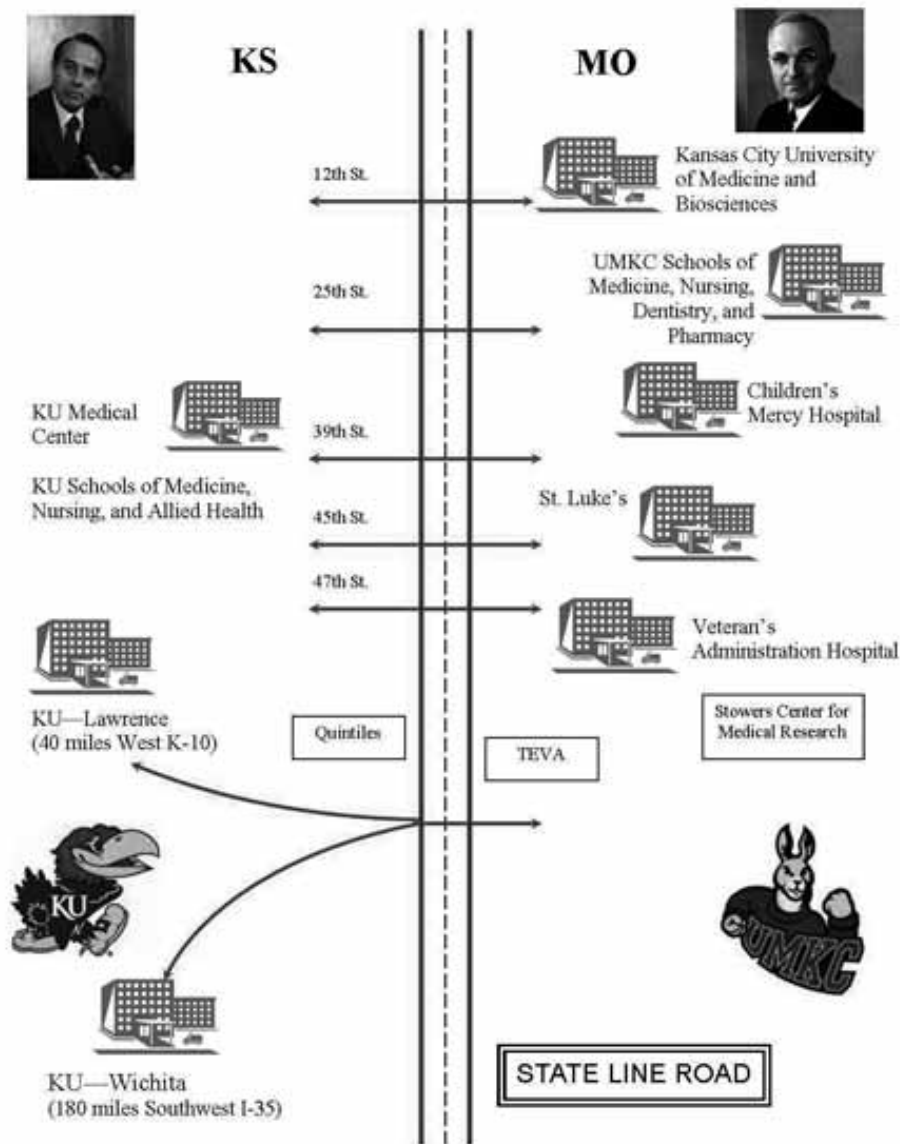 KS
MO
12th St.
Kansas City University
of Medicine and
Biosciences
25th St.
UMKC Schools of
Medicine, Nursing,
Dentistry, and
Pharmacy
KU Medical
Center
39th St.
Children's
Mercy Hospital
KU Schools of Medicine,
Nursing, and Allied Health
45th St.
St. Luke's
47th St.
Veteran's
Administration Hospital
KU—Lawrence
(40 miles West K-10)
Quintiles
TEVA
Stowers Center for
Medical Research
KU
UMKC
KU—Wichita
(180 miles Southwest I-35)
STATE LINE ROAD